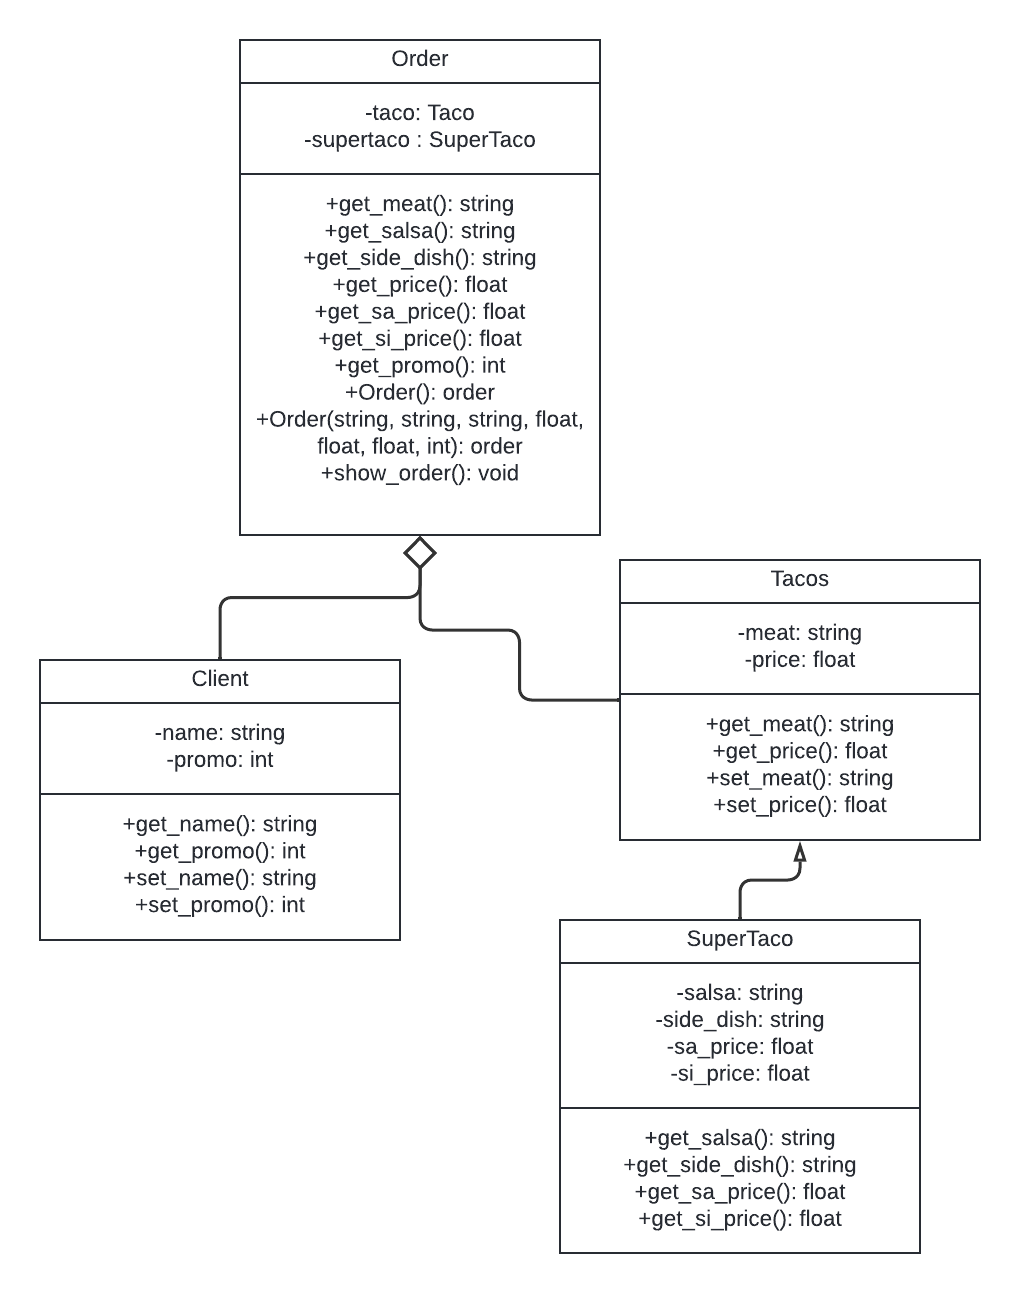 Order
-taco: Taco
-supertaco : SuperTaco
+get_meat(): string
+get_salsa(): string
+get_side_dish(): string
+get_price(): float
+get_sa_price(): float
+get_si_price(): float
+get_promo(): int
+Order(): order
+Order(string, string, string, float,
float, float, int): order
+show_order(): void
Tacos
-meat: string
-price: float
+get_meat(): string
+get_price(): float
+set_meat(): string
+set_price(): float
Client
-name: string
-promo: int
+get_name(): string
+get_promo(): int
+set_name(): string
+set_promo(): int
SuperTaco
-salsa: string
-side_dish: string
-sa_price: float
-si_price: float
+get_salsa(): string
+get_side_dish(): string
+get_sa_price(): float
+get_si_price(): float